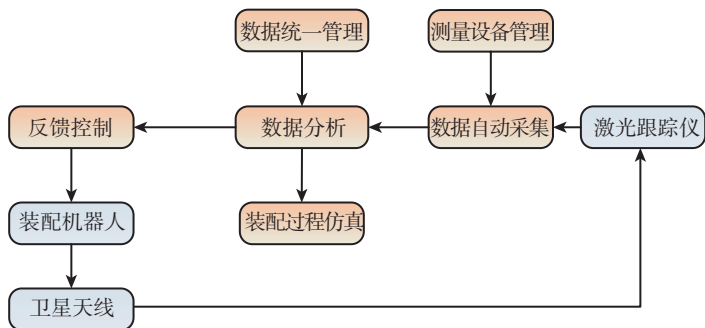 数据统一管理
测量设备管理
反馈控制
数据分析
数据自动采集
激光跟踪仪
装配机器人
装配过程仿真
卫星天线